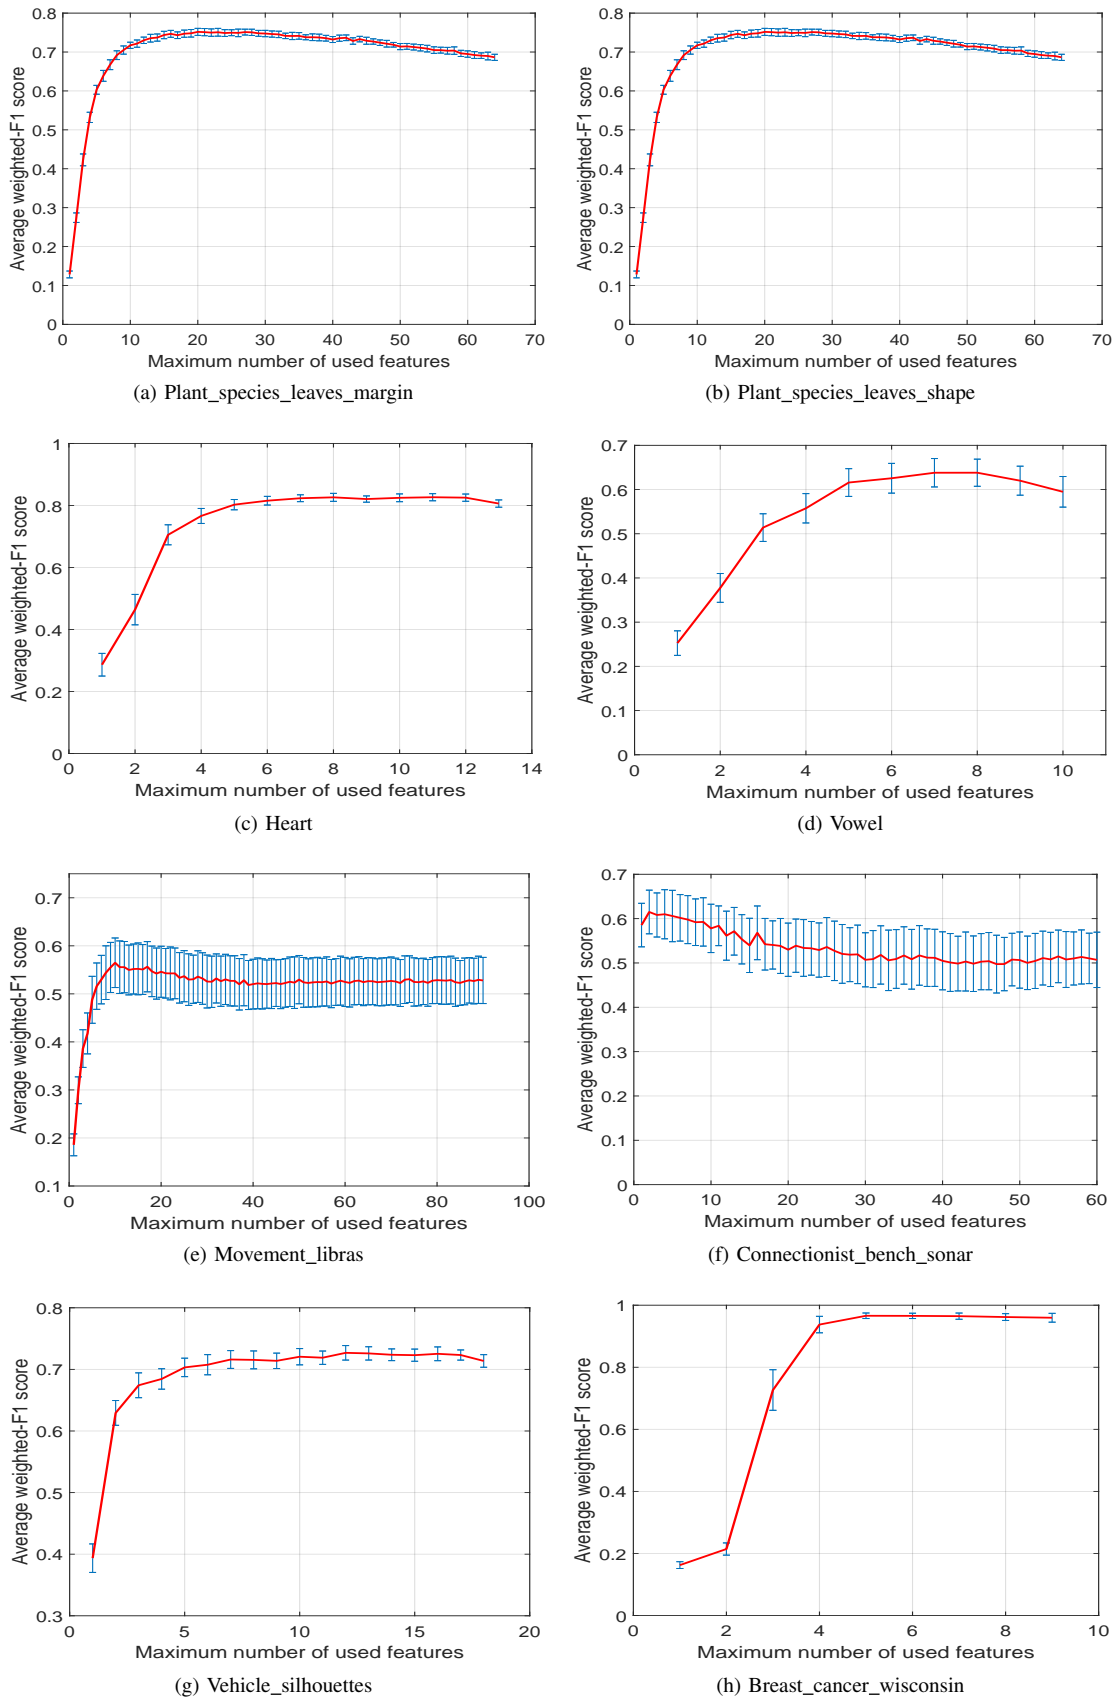 0.8
0.7
0.6
0.5
0.4
0.3
0.2
0.1
0
Average weighted-F1 score
0 10 20 30 40 50 60 70
Maximum number of used features
(a) Plant_species_leaves_margin
0.8
0.7
0.6
0.5
0.4
0.3
0.2
0.1
0
Average weighted-F1 score
0 10 20 30 40 50 60 70
Maximum number of used features
(b) Plant_species_leaves_shape
1
0.8
0.6
0.4
0.2
0
Average weighted-F1 score
0 2 4 6 8 10 12 14
Maximum number of used features
(c) Heart
0.7
0.6
0.5
0.4
0.3
0.2
0.1
0
Average weighted-F1 score
0 2 4 6 8 10
Maximum number of used features
(d) Vowel
0.7
0.6
0.5
0.4
0.3
0.2
0.1
Average weighted-F1 score
0 20 40 60 80 100
Maximum number of used features
(e) Movement_libras
0.7
0.6
0.5
0.4
0.3
0.2
0.1
0
Average weighted-F1 score
0 10 20 30 40 50 60
Maximum number of used features
(f) Connectionist_bench_sonar
0.8
0.7
0.6
0.5
0.4
0.3
Average weighted-F1 score
0 5 10 15 20
Maximum number of used features
(g) Vehicle_silhouettes
1
0.8
0.6
0.4
0.2
0
Average weighted-F1 score
0 2 4 6 8 10
Maximum number of used features
(h) Breast_cancer_wisconsin